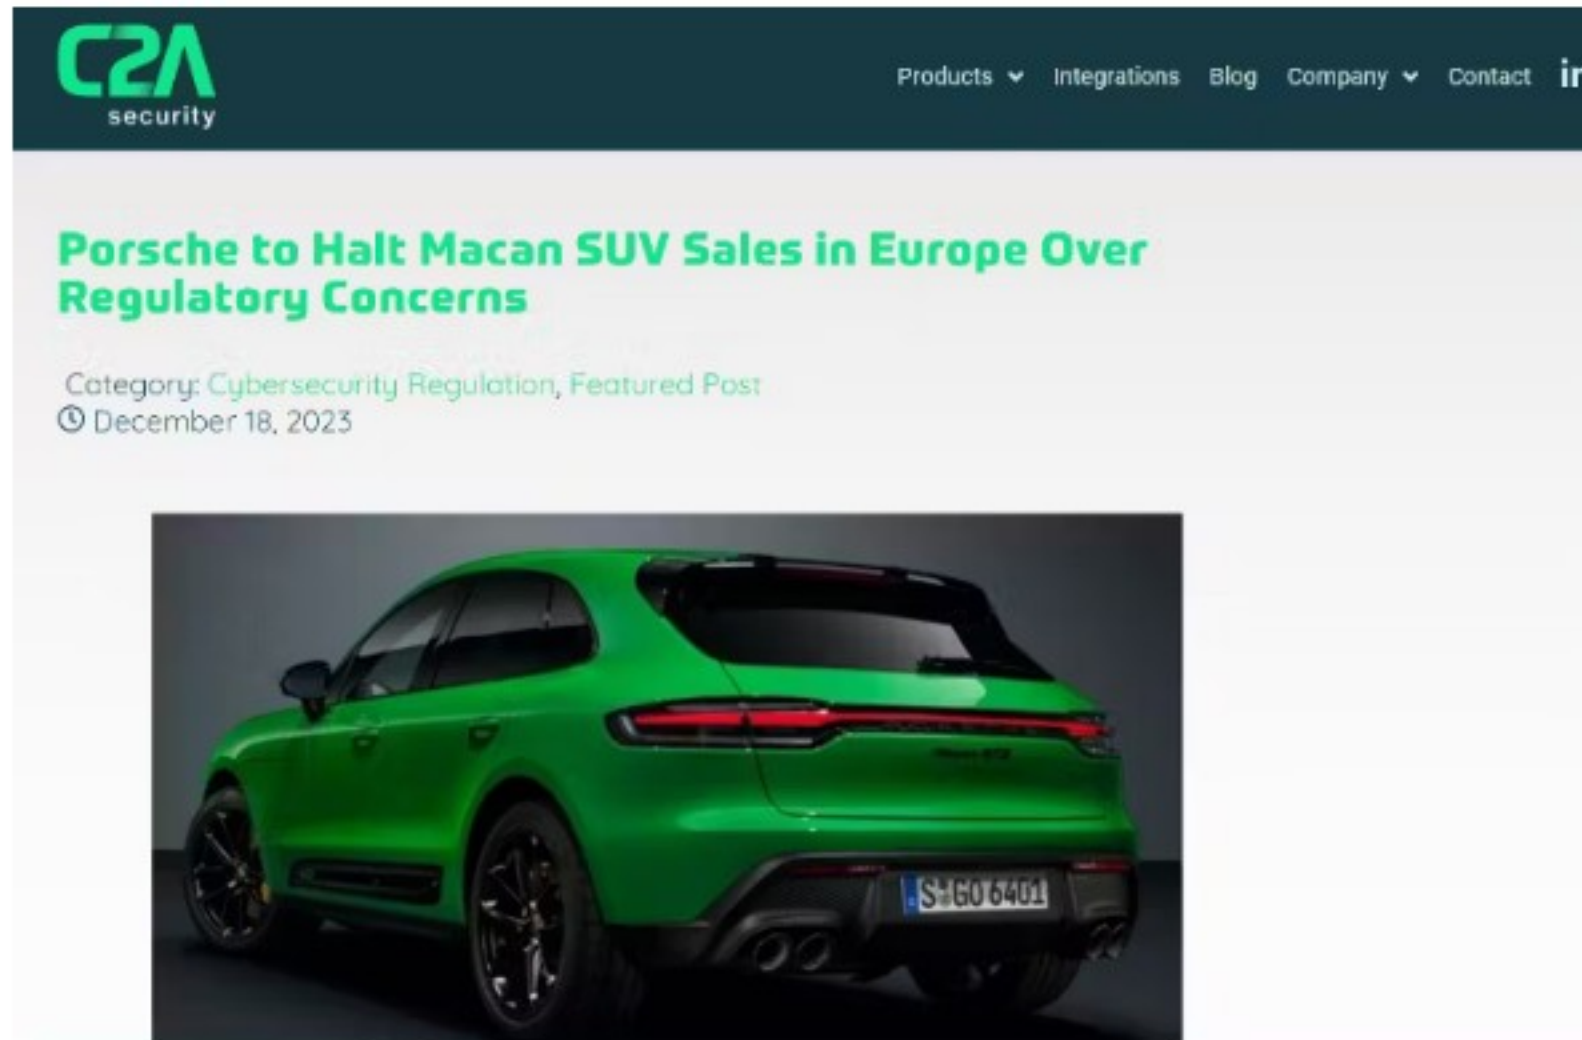 C2A
security
Products Integrations Blog Company Contact in
Porsche to Halt Macan SUV Sales in Europe Over
Regulatory Concerns
Category: Cybersecurity Regulation, Featured Post
December 18, 2023
S GO 6401